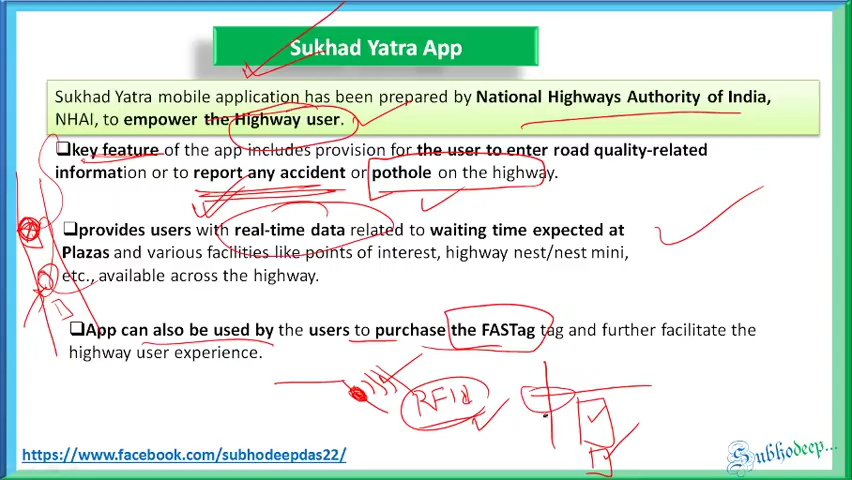 Sukhad Yatra App
Sukhad Yatra mobile application has been prepared by National Highways Authority of India,
NHAI, to empower the Highway user.
❑key feature of the app includes provision for the user to enter road quality-related
information or to report any accident or pothole on the highway.
❑provides users with real-time data related to waiting time expected at
Plazas and various facilities like points of interest, highway nest/nest mini,
etc., available across the highway.
❑App can also be used by the users to purchase the FASTag tag and further facilitate the
highway user experience.
RFId
https://www.facebook.com/subhodeepdas22/
Subhodeep...